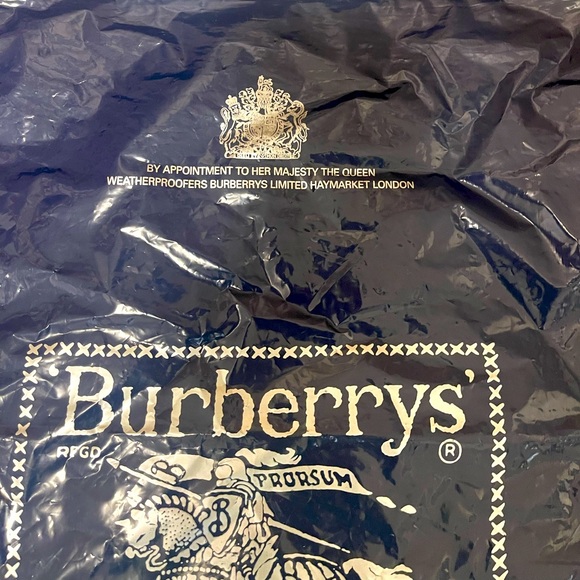 BY APPOINTMENT TO HER MAJESTY THE QUEEN
WEATHERPROOFERS BURBERRYS LIMITED HAYMARKET LONDON
Burberrys'
REGD ®
PRORSUM
B